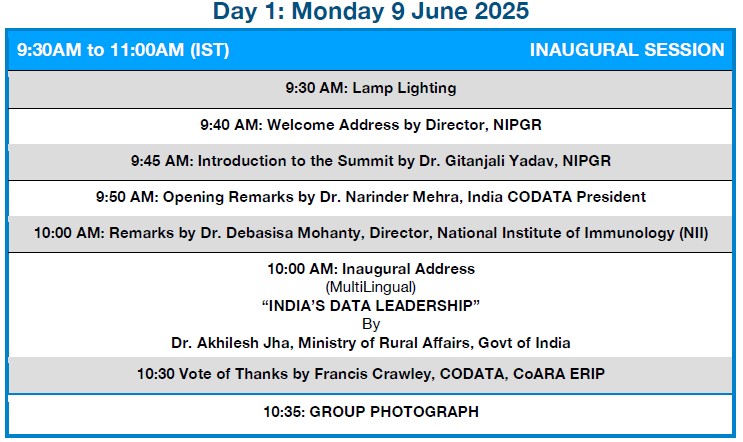 Day 1: Monday 9 June 2025
9:30AM to 11:00AM (IST) INAUGURAL SESSION
9:30 AM: Lamp Lighting
9:40 AM: Welcome Address by Director, NIPGR
9:45 AM: Introduction to the Summit by Dr. Gitanjali Yadav, NIPGR
9:50 AM: Opening Remarks by Dr. Narinder Mehra, India CODATA President
10:00 AM: Remarks by Dr. Debasisa Mohanty, Director, National Institute of Immunology (NII)
10:00 AM: Inaugural Address
(MultiLingual)
“INDIA’S DATA LEADERSHIP”
By
Dr. Akhilesh Jha, Ministry of Rural Affairs, Govt of India
10:30 Vote of Thanks by Francis Crawley, CODATA, CoARA ERIP
10:35: GROUP PHOTOGRAPH